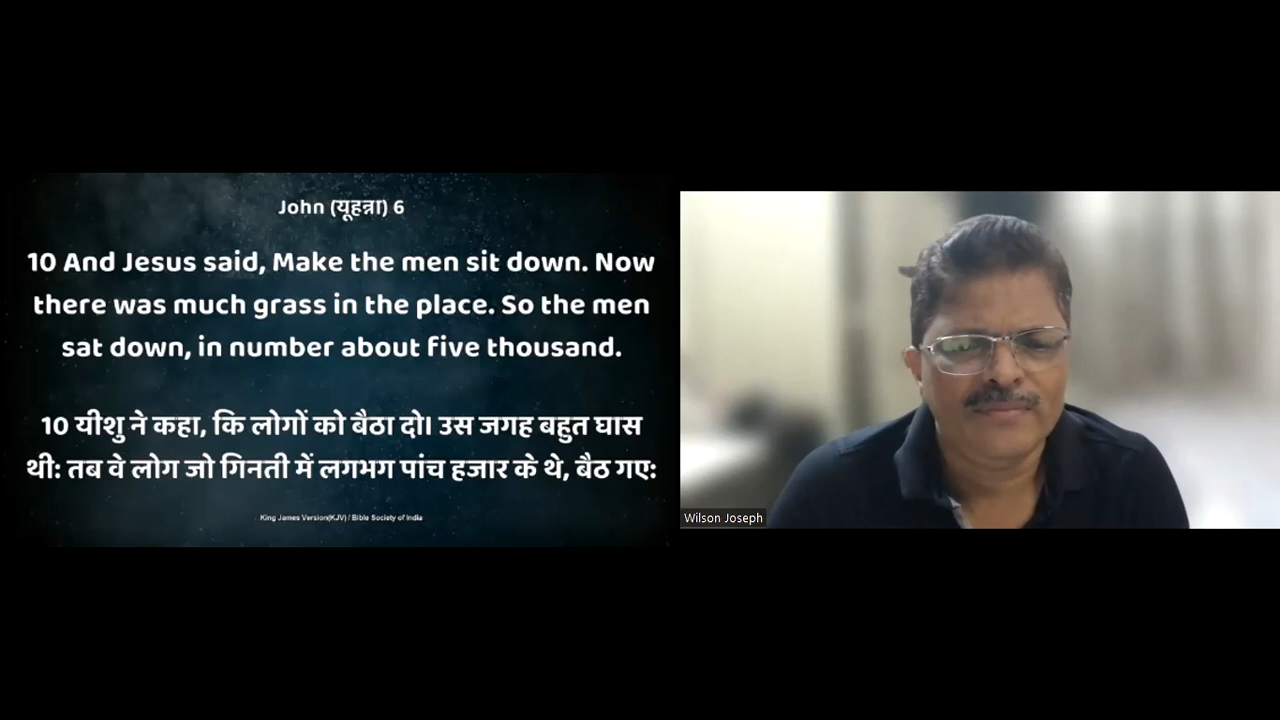 John (यूहन्ना) 6
10 And Jesus said, Make the men sit down. Now
there was much grass in the place. So the men
sat down, in number about five thousand.
10 यीशु ने कहा, कि लोगों को बैठा दो। उस जगह बहुत घास
थी: तब वे लोग जो गिनती में लगभग पांच हजार के थे, बैठ गए:
King James Version(KJV) / Bible Society of India
Wilson Joseph